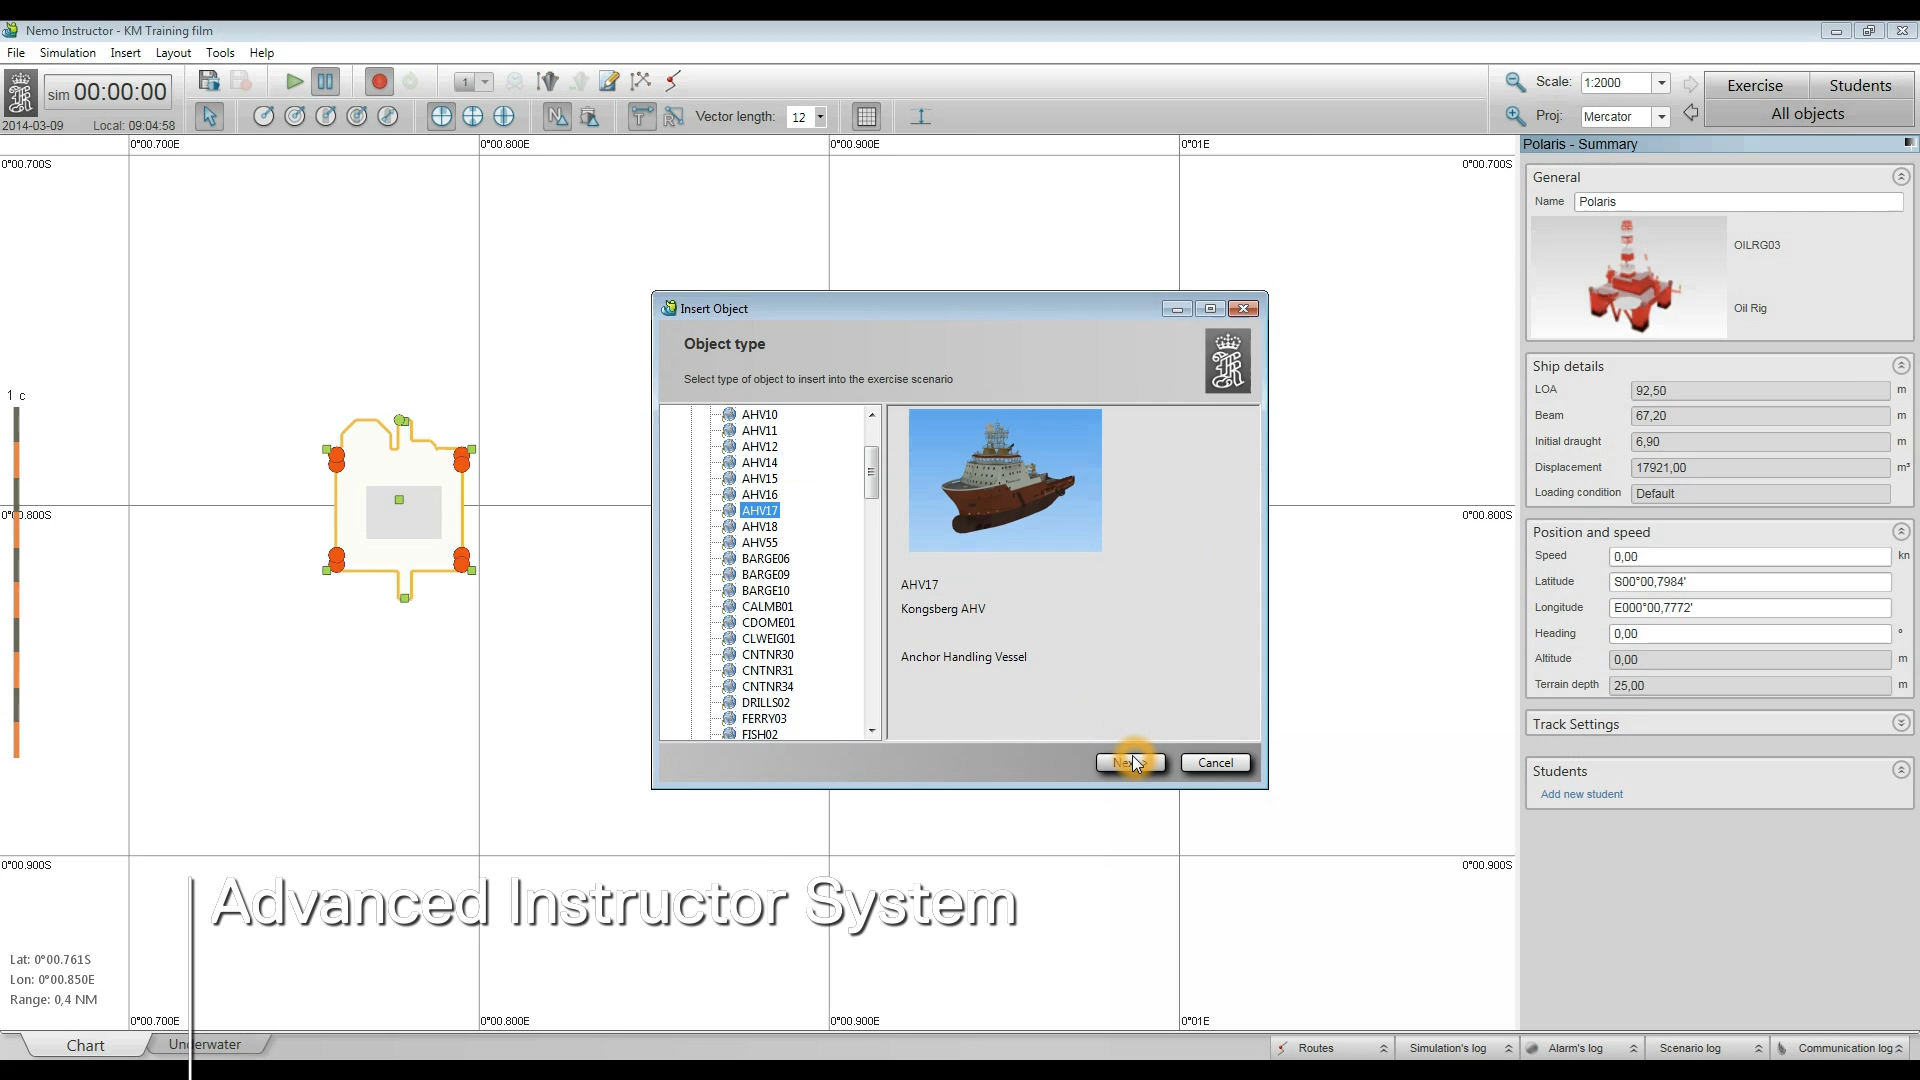 Nemo Instructor - KM Training film
File Simulation Insert Layout Tools Help
sim 00:00:00
2014-03-09 Local: 09:04:58
1
Vector length: 12
Scale: 1:2000
Proj: Mercator
Exercise Students
All objects
0°00.700E 0°00.800E 0°00.900E 0°01E
0°00.700S 0°00.700S
1 c
0°00.800S 0°00.800S
0°00.900S 0°00.900S
Insert Object
Object type
Select type of object to insert into the exercise scenario
AHV10
AHV11
AHV12
AHV14
AHV15
AHV16
AHV17
AHV18
AHV55
BARGE06
BARGE09
BARGE10
CALMB01
CDOME01
CLWEIG01
CNTNR30
CNTNR31
CNTNR34
DRILLS02
FERRY03
FISH02
AHV17
Kongsberg AHV
Anchor Handling Vessel
Cancel
Polaris - Summary
General
Name Polaris
OILRG03
Oil Rig
Ship details
LOA 92,50 m
Beam 67,20 m
Initial draught 6,90 m
Displacement 17921,00 m³
Loading condition Default
Position and speed
Speed 0,00 kn
Latitude S00°00,7984'
Longitude E000°00,7772'
Heading 0,00 °
Altitude 0,00 m
Terrain depth 25,00 m
Track Settings
Students
Add new student
Advanced Instructor System
Lat: 0°00.761S
Lon: 0°00.850E
Range: 0,4 NM
0°00.700E 0°00.800E 0°00.900E 0°01E
Chart Underwater
Routes Simulation's log Alarm's log Scenario log Communication log